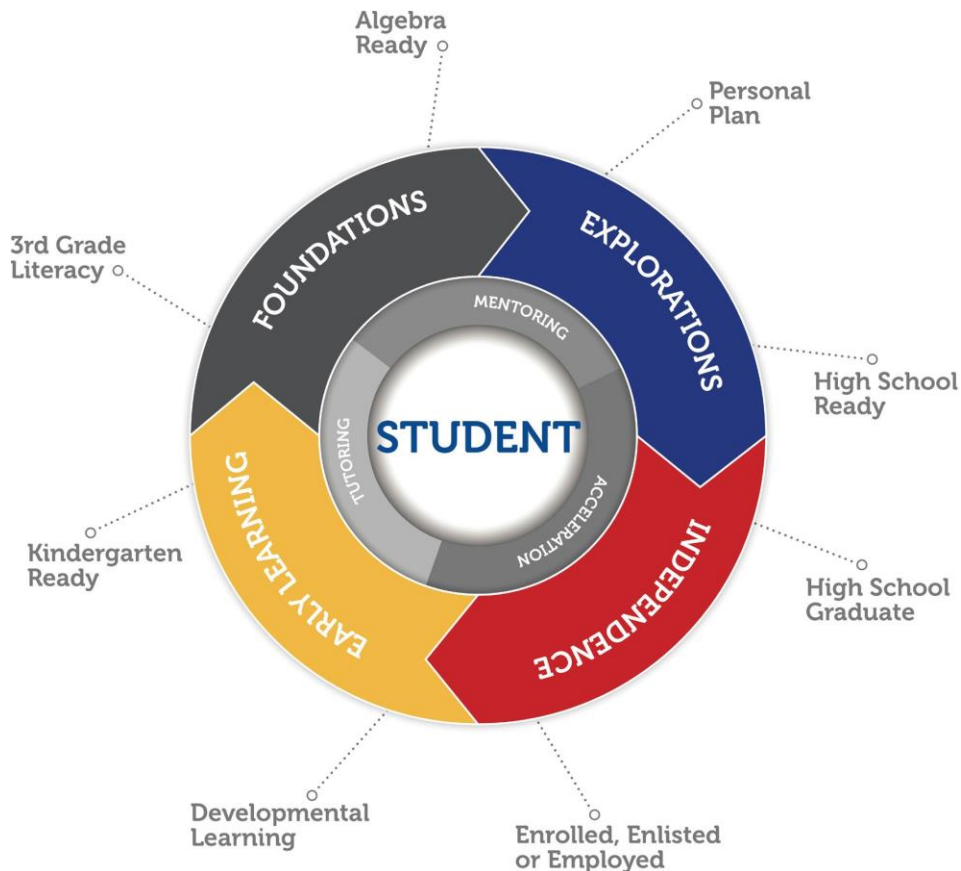 Algebra
Ready
Personal
Plan
3rd Grade
Literacy
FOUNDATIONS
EXPLORATIONS
MENTORING
STUDENT
TUTORING
ACCELERATION
High School
Ready
Kindergarten
Ready
EARLY LEARNING
INDEPENDENCE
High School
Graduate
Developmental
Learning
Enrolled, Enlisted
or Employed